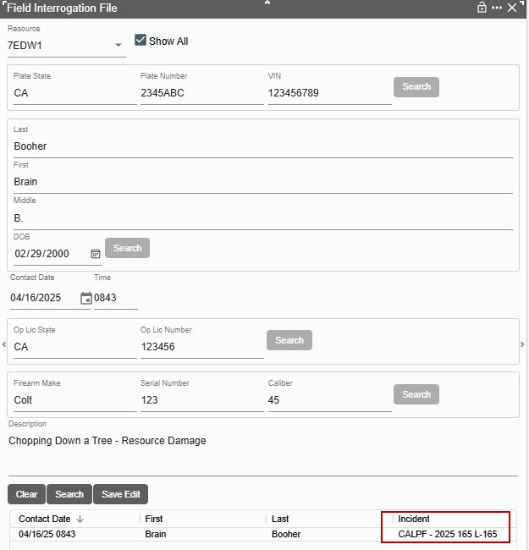 Field Interrogation File
Resource
7EDW1
Show All
Plate State Plate Number VIN
CA 2345ABC 123456789 Search
Last
Booher
First
Brain
Middle
B.
DOB
02/29/2000 Search
Contact Date Time
04/16/2025 0843
Op Lic State Op Lic Number
CA 123456 Search
Firearm Make Serial Number Caliber
Colt 123 45 Search
Description
Chopping Down a Tree - Resource Damage
Clear Search Save Edit
Contact Date First Last Incident
04/16/25 0843 Brain Booher CALPF - 2025 165 L-165